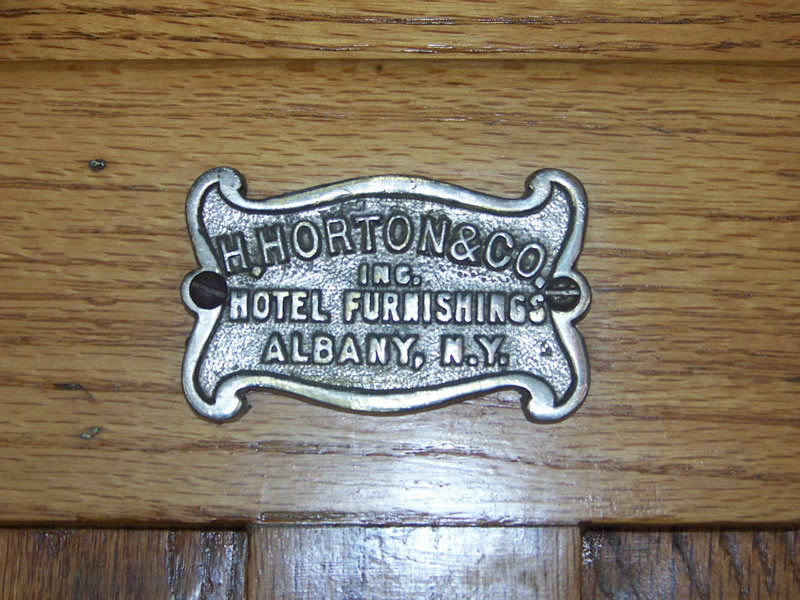 H. HORTON & CO.
INC.
HOTEL FURNISHINGS
ALBANY, N.Y.